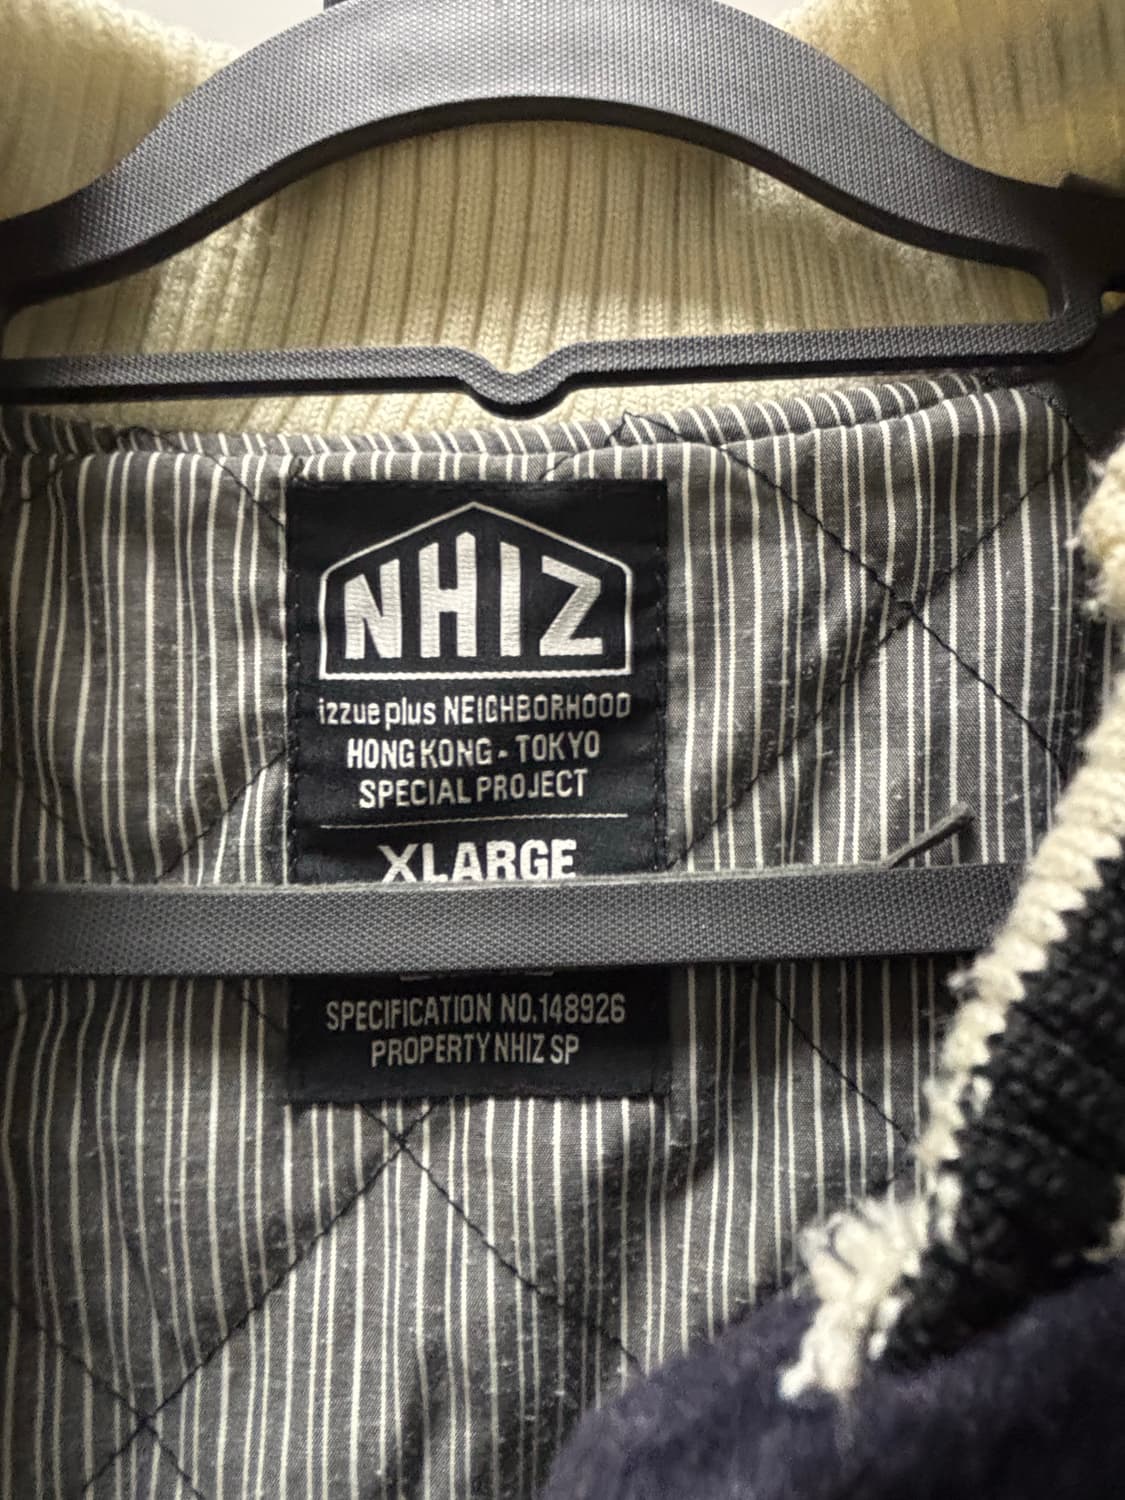 NHIZ
izzue plus NEIGHBORHOOD
HONG KONG - TOKYO
SPECIAL PROJECT
XLARGE
SPECIFICATION NO.148926
PROPERTY NHIZ SP